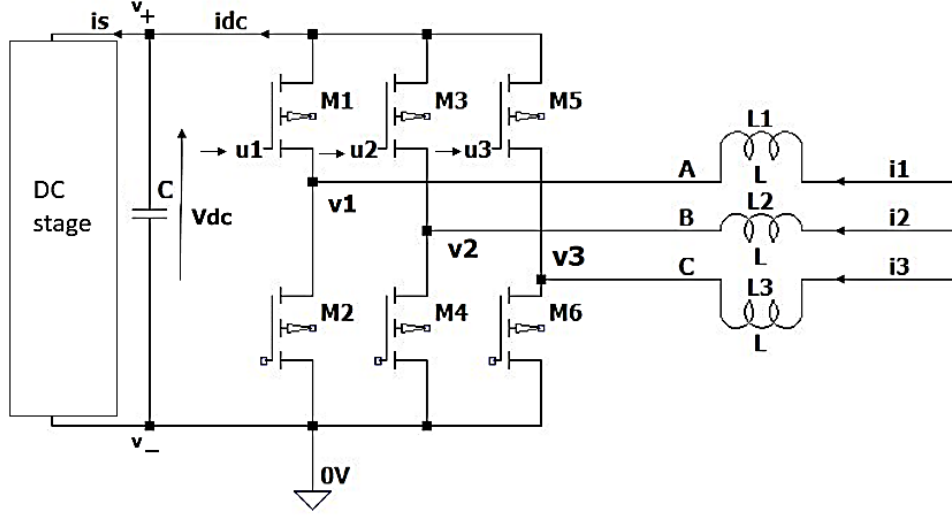 v+
is
idc
M1
M3
M5
u1
u2
u3
L1
A
L
i1
DC
stage
C
Vdc
v1
L2
B
L
i2
v2
v3
C
L3
L
i3
M2
M4
M6
v_
0V